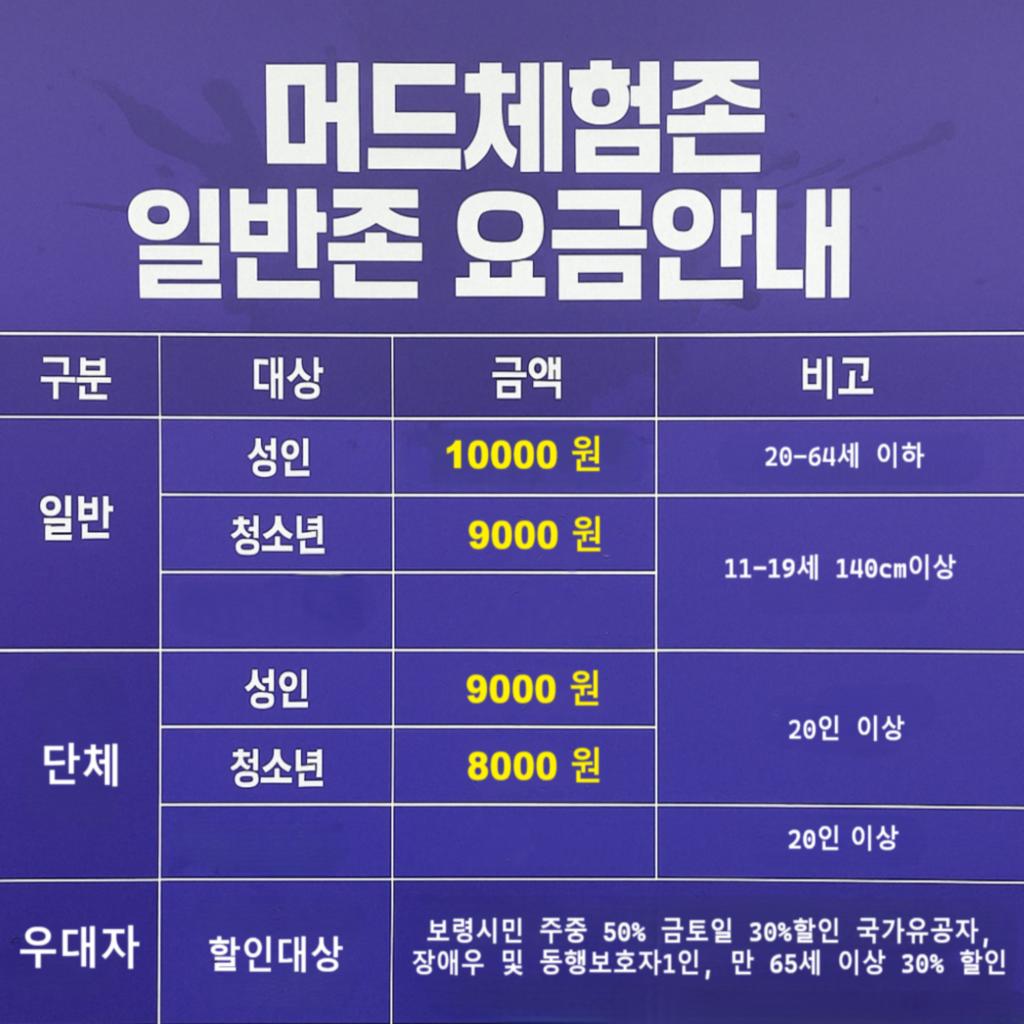 머드체험존
일반존 요금안내
구분 대상 금액 비고
일반 성인 10000 원 20-64세 이하
청소년 9000 원 11-19세 140cm이상
단체 성인 9000 원 20인 이상
청소년 8000 원
20인 이상
우대자 할인대상 보령시민 주중 50% 금토일 30%할인 국가유공자,
장애우 및 동행보호자1인, 만 65세 이상 30% 할인